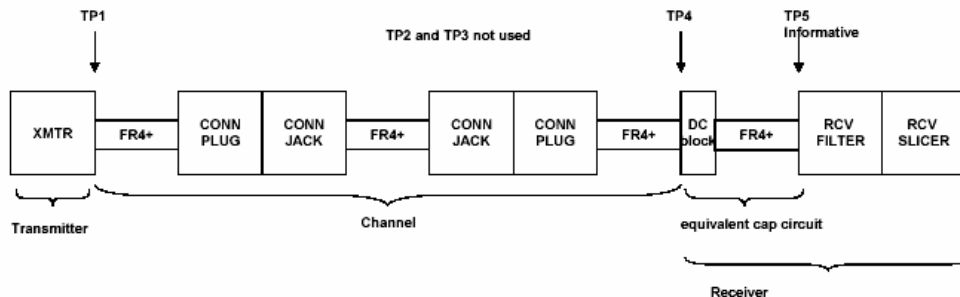 TP1
TP2 and TP3 not used
TP4
TP5
Informative
XMTR
FR4+
CONN
PLUG
CONN
JACK
FR4+
CONN
JACK
CONN
PLUG
FR4+
DC
block
FR4+
RCV
FILTER
RCV
SLICER
Transmitter
Channel
equivalent cap circuit
Receiver